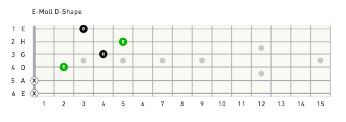 E-Moll D-Shape
1 E G
2 H E
3 G H
4 D E
5 A X
6 E X
1 2 3 4 5 6 7 8 9 10 11 12 13 14 15